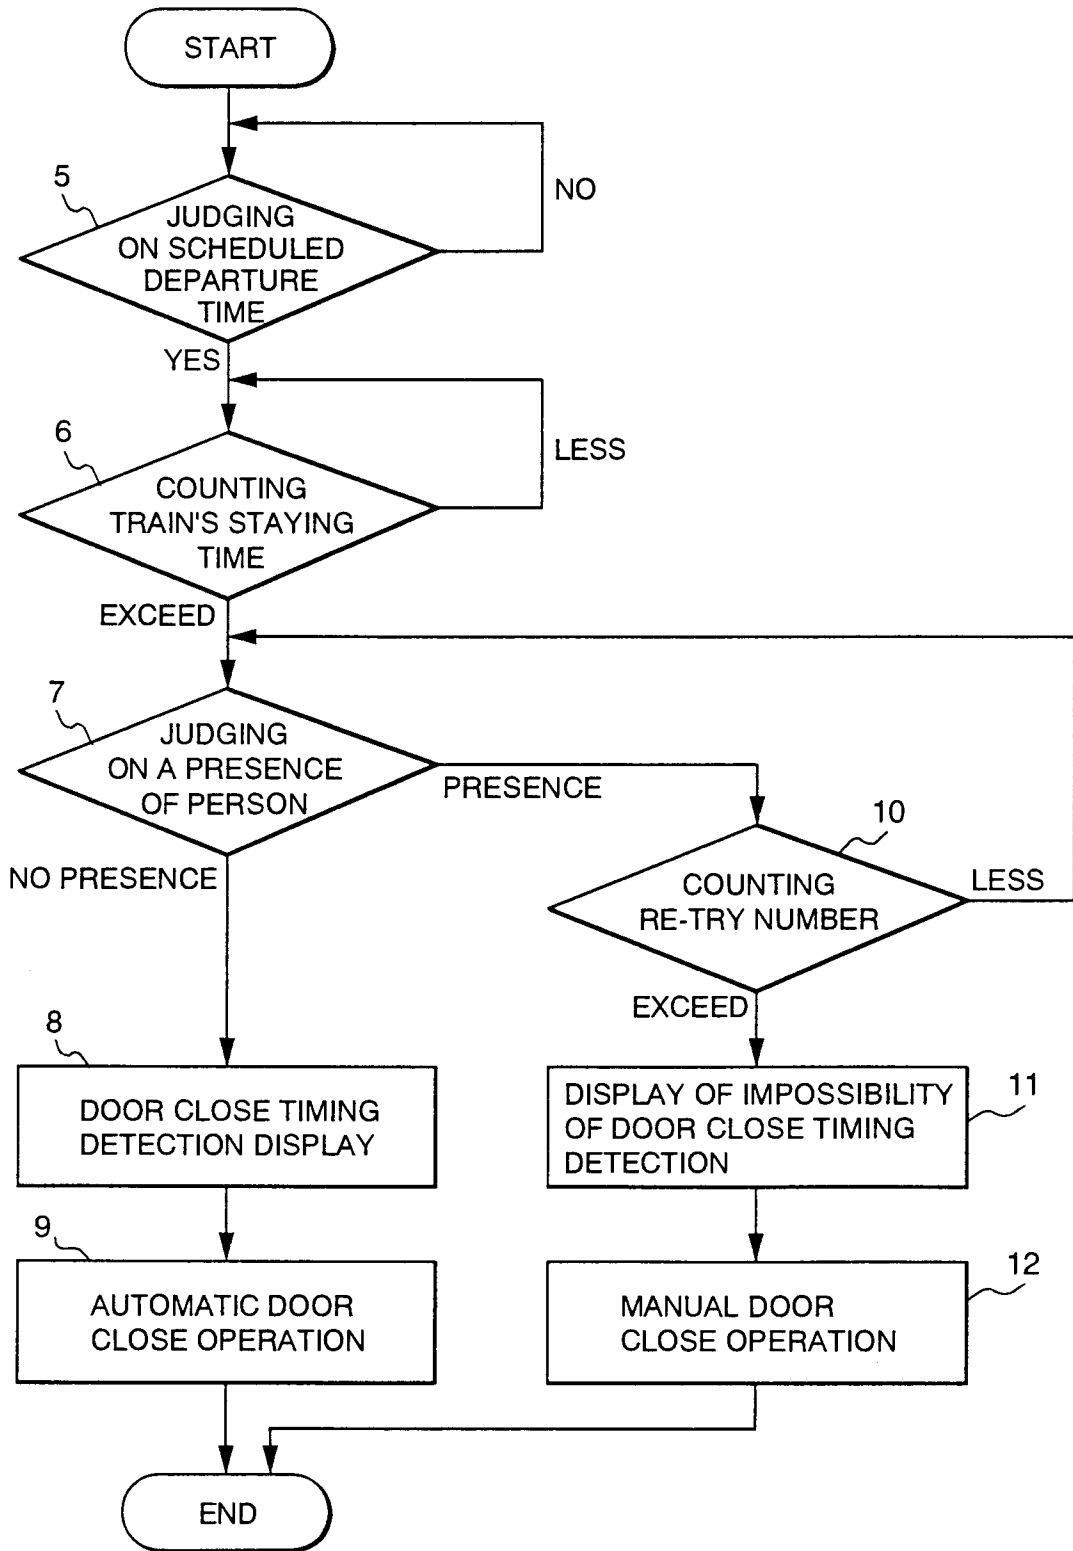 START
NO
5
JUDGING
ON SCHEDULED
DEPARTURE
TIME
YES
LESS
6
COUNTING
TRAIN'S STAYING
TIME
EXCEED
7
JUDGING
ON A PRESENCE
OF PERSON
PRESENCE
10
NO PRESENCE
COUNTING
RE-TRY NUMBER
LESS
EXCEED
8
DOOR CLOSE TIMING
DETECTION DISPLAY
DISPLAY OF IMPOSSIBILITY
OF DOOR CLOSE TIMING
DETECTION
11
9
AUTOMATIC DOOR
CLOSE OPERATION
MANUAL DOOR
CLOSE OPERATION
12
END